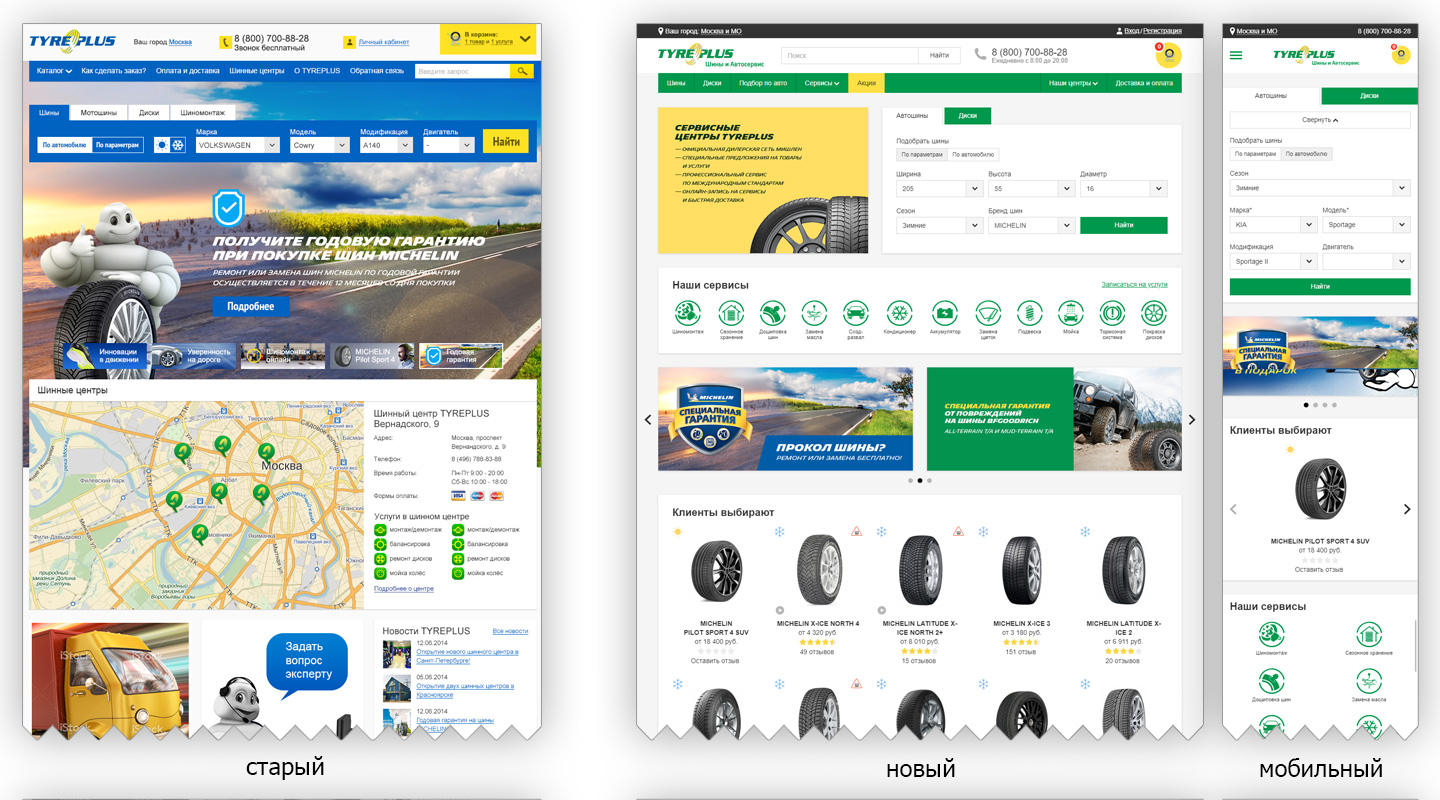 TYREPLUS
Ваш город Москва
8 (800) 700-88-28
Звонок бесплатный
Личный кабинет
В корзине:
1 товар и 1 услуга
Каталог
Как сделать заказ?
Оплата и доставка
Шинные центры
О TYREPLUS
Обратная связь
Введите запрос
Шины
Мотошины
Диски
Шиномонтаж
По автомобилю
По параметрам
Марка
VOLKSWAGEN
Модель
Cowry
Модификация
A140
Двигатель
-
Найти
ПОЛУЧИТЕ ГОДОВУЮ ГАРАНТИЮ
ПРИ ПОКУПКЕ ШИН MICHELIN
РЕМОНТ ИЛИ ЗАМЕНА ШИН MICHELIN ПО ГОДОВОЙ ГАРАНТИИ
ОСУЩЕСТВЛЯЕТСЯ В ТЕЧЕНИЕ 12 МЕСЯЦЕВ СО ДНЯ ПОКУПКИ
Подробнее
Инновации
в движении
Уверенность
на дороге
Шиномонтаж
онлайн
MICHELIN
Pilot Sport 4
Годовая
гарантия
Шинные центры
Москва
Шинный центр TYREPLUS
Вернадского, 9
Адрес:
Москва, проспект
Вернадского, д. 9
Телефон:
8 (496) 788-83-88
Время работы:
Пн-Пт 9:00 - 20:00
Сб-Вс 10:00 - 18:00
Формы оплаты:
Услуги в шинном центре
монтаж/демонтаж
монтаж/демонтаж
балансировка
балансировка
ремонт дисков
ремонт дисков
мойка колёс
мойка колёс
Подробнее о центре
iStock
Задать
вопрос
эксперту
Новости TYREPLUS
Все новости
12.06.2014
Открытие нового шинного центра в
Санкт-Петербурге!
05.06.2014
Открытие двух шинных центров в
Красноярске
12.06.2014
Годовая гарантия на шины
MICHELIN
старый
Ваш город: Москва и МО
Вход/Регистрация
TYREPLUS
Шины и Автосервис
Поиск
Найти
8 (800) 700-88-28
Ежедневно с 8:00 до 20:00
0
Шины
Диски
Подбор по авто
Сервисы
Акции
Наши центры
Доставка и оплата
СЕРВИСНЫЕ
ЦЕНТРЫ TYREPLUS
— ОФИЦИАЛЬНАЯ ДИЛЕРСКАЯ СЕТЬ МИШЛЕН
— СПЕЦИАЛЬНЫЕ ПРЕДЛОЖЕНИЯ НА ТОВАРЫ
И УСЛУГИ
— ПРОФЕССИОНАЛЬНЫЙ СЕРВИС
ПО МЕЖДУНАРОДНЫМ СТАНДАРТАМ
— ОНЛАЙН-ЗАПИСЬ НА СЕРВИСЫ
И БЫСТРАЯ ДОСТАВКА
Автошины
Диски
Подобрать шины
По параметрам
По автомобилю
Ширина
Высота
Диаметр
205
55
16
Сезон
Бренд шин
Зимние
MICHELIN
Найти
Наши сервисы
Записаться на услуги
Шиномонтаж
Сезонное
хранение
Дошиповка
шин
Замена
масла
Сход-
развал
Кондиционер
Аккумулятор
Замена
щеток
Подвеска
Мойка
Тормозная
система
Покраска
дисков
MICHELIN
СПЕЦИАЛЬНАЯ
ГАРАНТИЯ
ПРОКОЛ ШИНЫ?
РЕМОНТ ИЛИ ЗАМЕНА БЕСПЛАТНО!
СПЕЦИАЛЬНАЯ ГАРАНТИЯ
ОТ ПОВРЕЖДЕНИЙ
НА ШИНЫ BFGOODRICH
ALL-TERRAIN T/A И MUD-TERRAIN T/A
Клиенты выбирают
MICHELIN
PILOT SPORT 4 SUV
от 18 400 руб.
Оставить отзыв
MICHELIN X-ICE NORTH 4
от 4 320 руб.
49 отзывов
MICHELIN LATITUDE X-
ICE NORTH 2+
от 8 010 руб.
15 отзывов
MICHELIN X-ICE 3
от 3 180 руб.
151 отзыв
MICHELIN LATITUDE X-
ICE 2
от 6 911 руб.
20 отзывов
новый
Москва и МО
8 (800) 700-88-28
TYREPLUS
Шины и Автосервис
0
Автошины
Диски
Свернуть
Подобрать шины
По параметрам
По автомобилю
Сезон
Зимние
Марка*
Модель*
KIA
Sportage
Модификация
Двигатель
Sportage II
Найти
MICHELIN
СПЕЦИАЛЬНАЯ
ГАРАНТИЯ
В ПОДАРОК
Клиенты выбирают
MICHELIN PILOT SPORT 4 SUV
от 18 400 руб.
Оставить отзыв
Наши сервисы
Шиномонтаж
Сезонное хранение
Дошиповка шин
Замена масла
мобильный